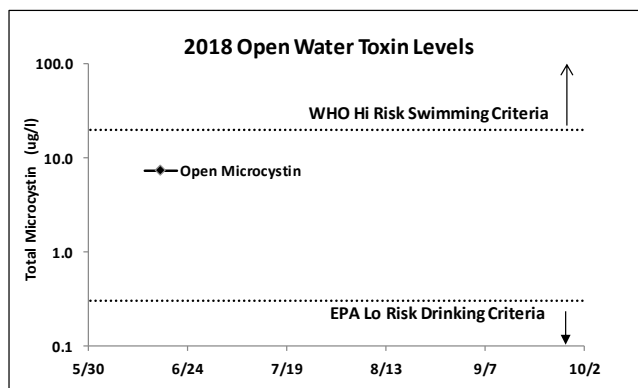 2018 Open Water Toxin Levels
100.0
WHO Hi Risk Swimming Criteria
10.0
Open Microcystin
Total Microcystin (ug/l)
1.0
EPA Lo Risk Drinking Criteria
0.1
5/30 6/24 7/19 8/13 9/7 10/2